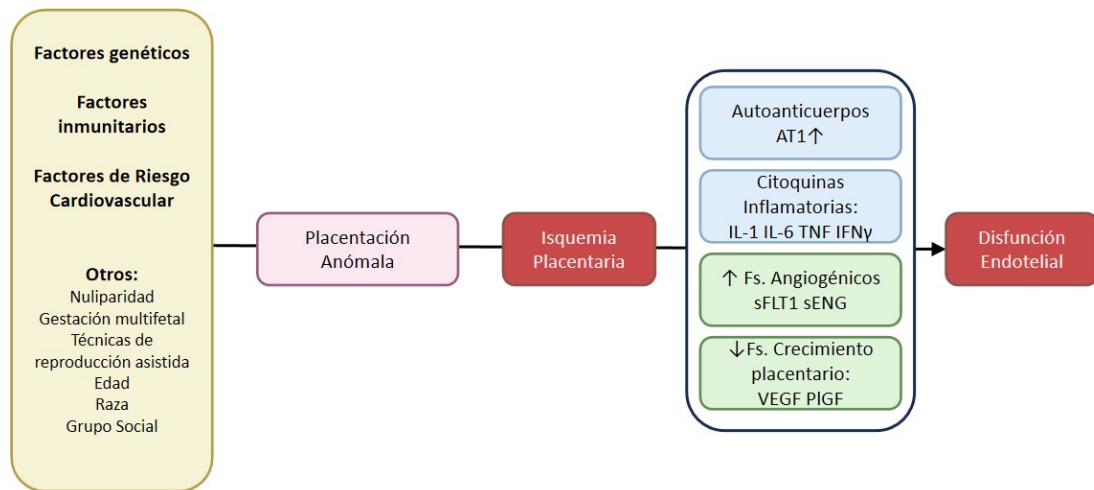 Factores genéticos
Factores
inmunitarios
Factores de Riesgo
Cardiovascular
Otros:
Nuliparidad
Gestación multifetal
Técnicas de
reproducción asistida
Edad
Raza
Grupo Social
Placentación
Anómala
Isquemia
Placentaria
Autoanticuerpos
AT1↑
Citoquinas
Inflamatorias:
IL-1 IL-6 TNF IFNγ
↑ Fs. Angiogénicos
sFLT1 sENG
↓Fs. Crecimiento
placentario:
VEGF PlGF
Disfunción
Endotelial